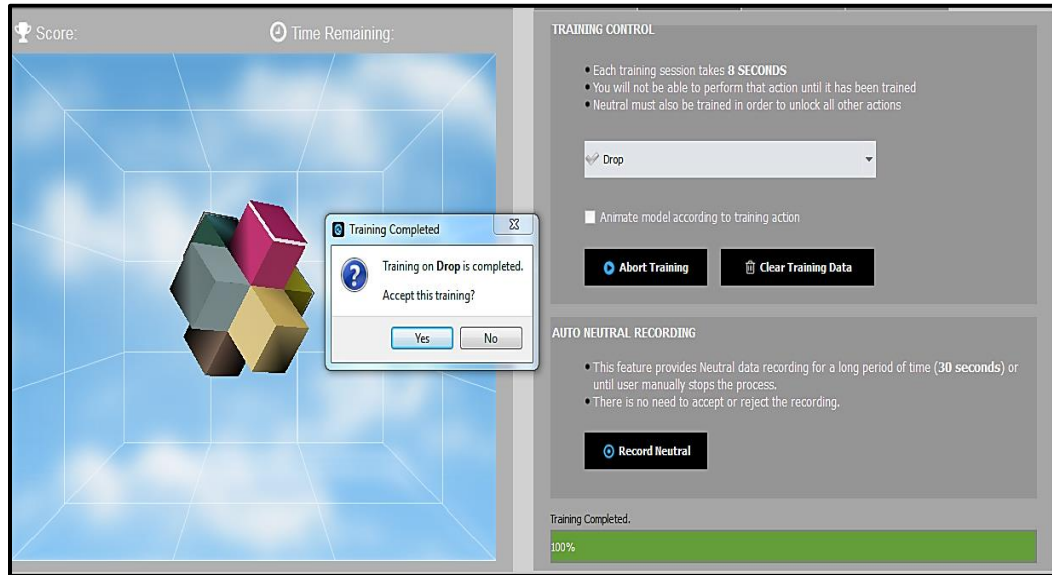 Score:
Time Remaining:
TRAINING CONTROL
• Each training session takes 8 SECONDS
• You will not be able to perform that action until it has been trained
• Neutral must also be trained in order to unlock all other actions
Drop
Animate model according to training action
Abort Training
Clear Training Data
Training Completed
Training on Drop is completed.
Accept this training?
Yes
No
AUTO NEUTRAL RECORDING
• This feature provides Neutral data recording for a long period of time (30 seconds) or
until user manually stops the process.
• There is no need to accept or reject the recording.
Record Neutral
Training Completed.
100%